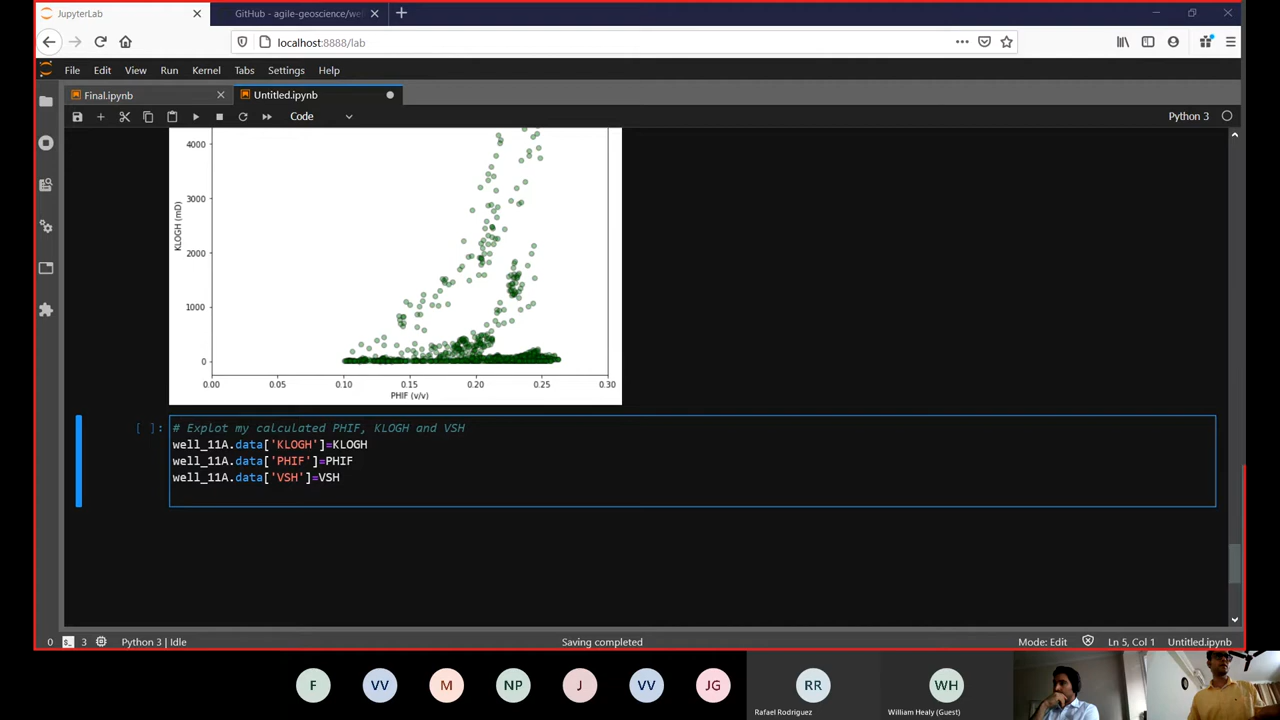 JupyterLab
GitHub - agile-geoscience/wel
localhost:8888/lab
File Edit View Run Kernel Tabs Settings Help
Final.ipynb
Untitled.ipynb
Code
Python 3
4000
3000
2000
1000
0
KLOGH (mD)
0.00 0.05 0.10 0.15 0.20 0.25 0.30
PHIF (v/v)
[ ]:
# Explot my calculated PHIF, KLOGH and VSH
well_11A.data['KLOGH']=KLOGH
well_11A.data['PHIF']=PHIF
well_11A.data['VSH']=VSH
0 3 Python 3 | Idle Saving completed Mode: Edit Ln 5, Col 1 Untitled.ipynb
F VV M NP J VV JG RR WH
Rafael Rodriguez William Healy (Guest)